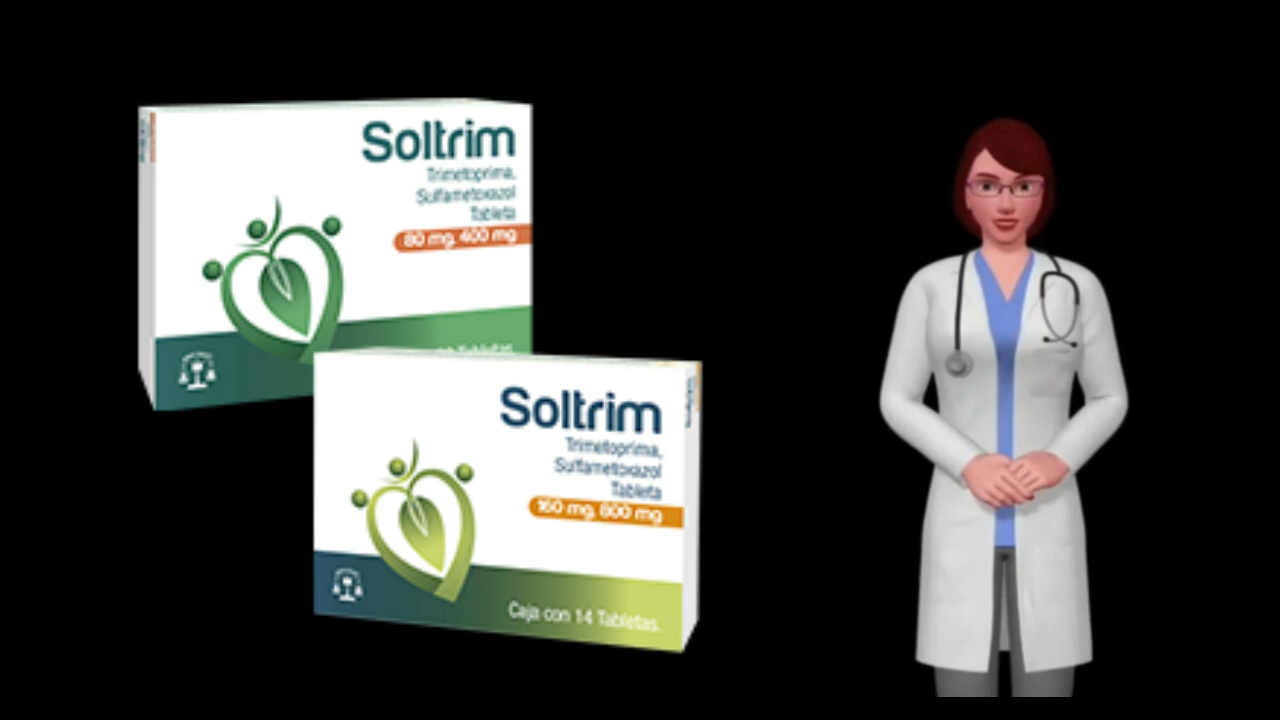 Soltrim
Trimetoprima,
Sulfametoxazol
Tableta
80 mg, 400 mg
Tabletas.
Soltrim
Trimetoprima,
Sulfametoxazol
Tableta
160 mg, 800 mg
Caja con 14 Tabletas.